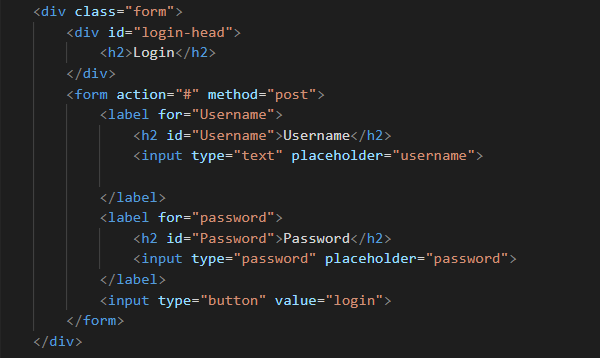 <div class="form">
<div id="login-head">
<h2>Login</h2>
</div>
<form action="#" method="post">
<label for="Username">
<h2 id="Username">Username</h2>
<input type="text" placeholder="username">
</label>
<label for="password">
<h2 id="Password">Password</h2>
<input type="password" placeholder="password">
</label>
<input type="button" value="login">
</form>
</div>